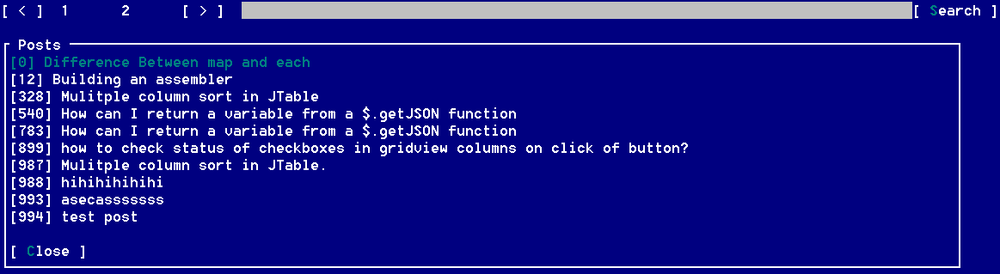 [ < ] 1 2 [ > ] [ Search ]
Posts
[0] Difference Between map and each
[12] Building an assembler
[328] Mulitple column sort in JTable
[540] How can I return a variable from a $.getJSON function
[783] How can I return a variable from a $.getJSON function
[899] how to check status of checkboxes in gridview columns on click of button?
[987] Mulitple column sort in JTable.
[988] hihihihihihi
[993] asecasssssss
[994] test post
[ Close ]